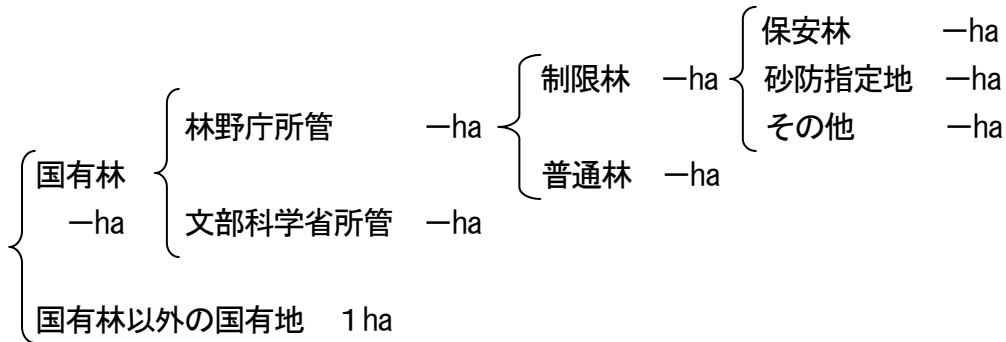 保安林 －ha
制限林 －ha 砂防指定地 －ha
林野庁所管 －ha その他 －ha
国有林 普通林 －ha
－ha 文部科学省所管 －ha
国有林以外の国有地 １ha